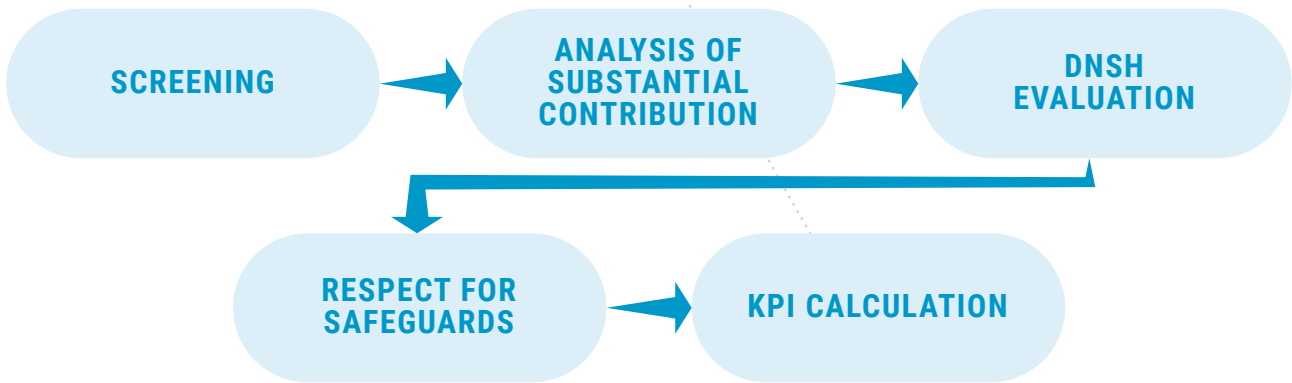 SCREENING
ANALYSIS OF
SUBSTANTIAL
CONTRIBUTION
DNSH
EVALUATION
RESPECT FOR
SAFEGUARDS
KPI CALCULATION